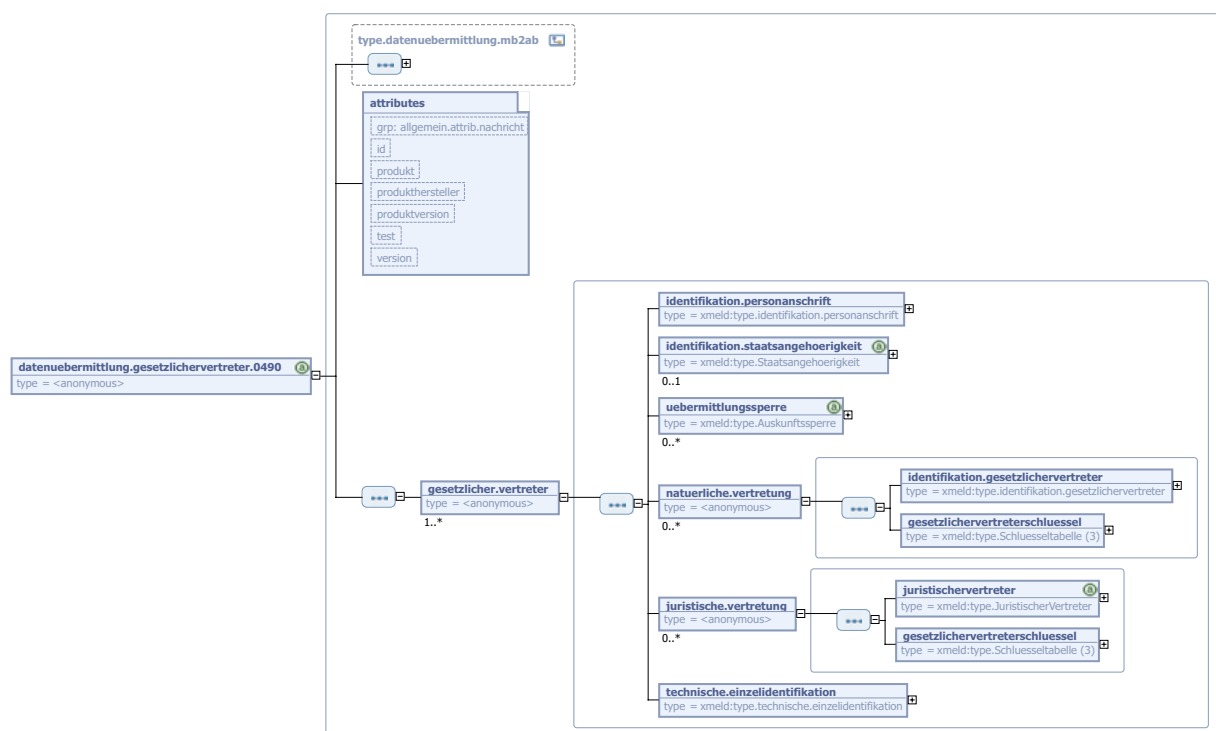 type.datenuebermittlung.mb2ab
attributes
grp: allgemein.attrib.nachricht
id
produkt
produkthersteller
produktversion
test
version
datenuebermittlung.gesetzlichervertreter.0490
type = <anonymous>
gesetzlicher.vertreter
type = <anonymous>
1..*
identifikation.personanschrift
type = xmeld:type.identifikation.personanschrift
identifikation.staatsangehoerigkeit
type = xmeld:type.Staatsangehoerigkeit
0..1
uebermittlungssperre
type = xmeld:type.Auskunftssperre
0..*
natuerliche.vertretung
type = <anonymous>
0..*
identifikation.gesetzlichervertreter
type = xmeld:type.identifikation.gesetzlichervertreter
gesetzlichervertreterschluessel
type = xmeld:type.Schluesseltabelle (3)
juristische.vertretung
type = <anonymous>
0..*
juristischervertreter
type = xmeld:type.JuristischerVertreter
gesetzlichervertreterschluessel
type = xmeld:type.Schluesseltabelle (3)
technische.einzelidentifikation
type = xmeld:type.technische.einzelidentifikation